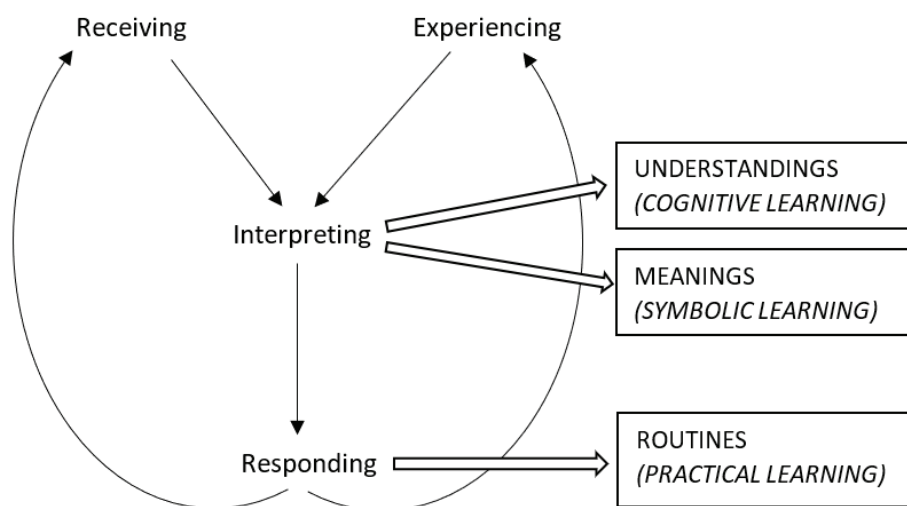 Receiving
Experiencing
UNDERSTANDINGS
(COGNITIVE LEARNING)
Interpreting
MEANINGS
(SYMBOLIC LEARNING)
Responding
ROUTINES
(PRACTICAL LEARNING)